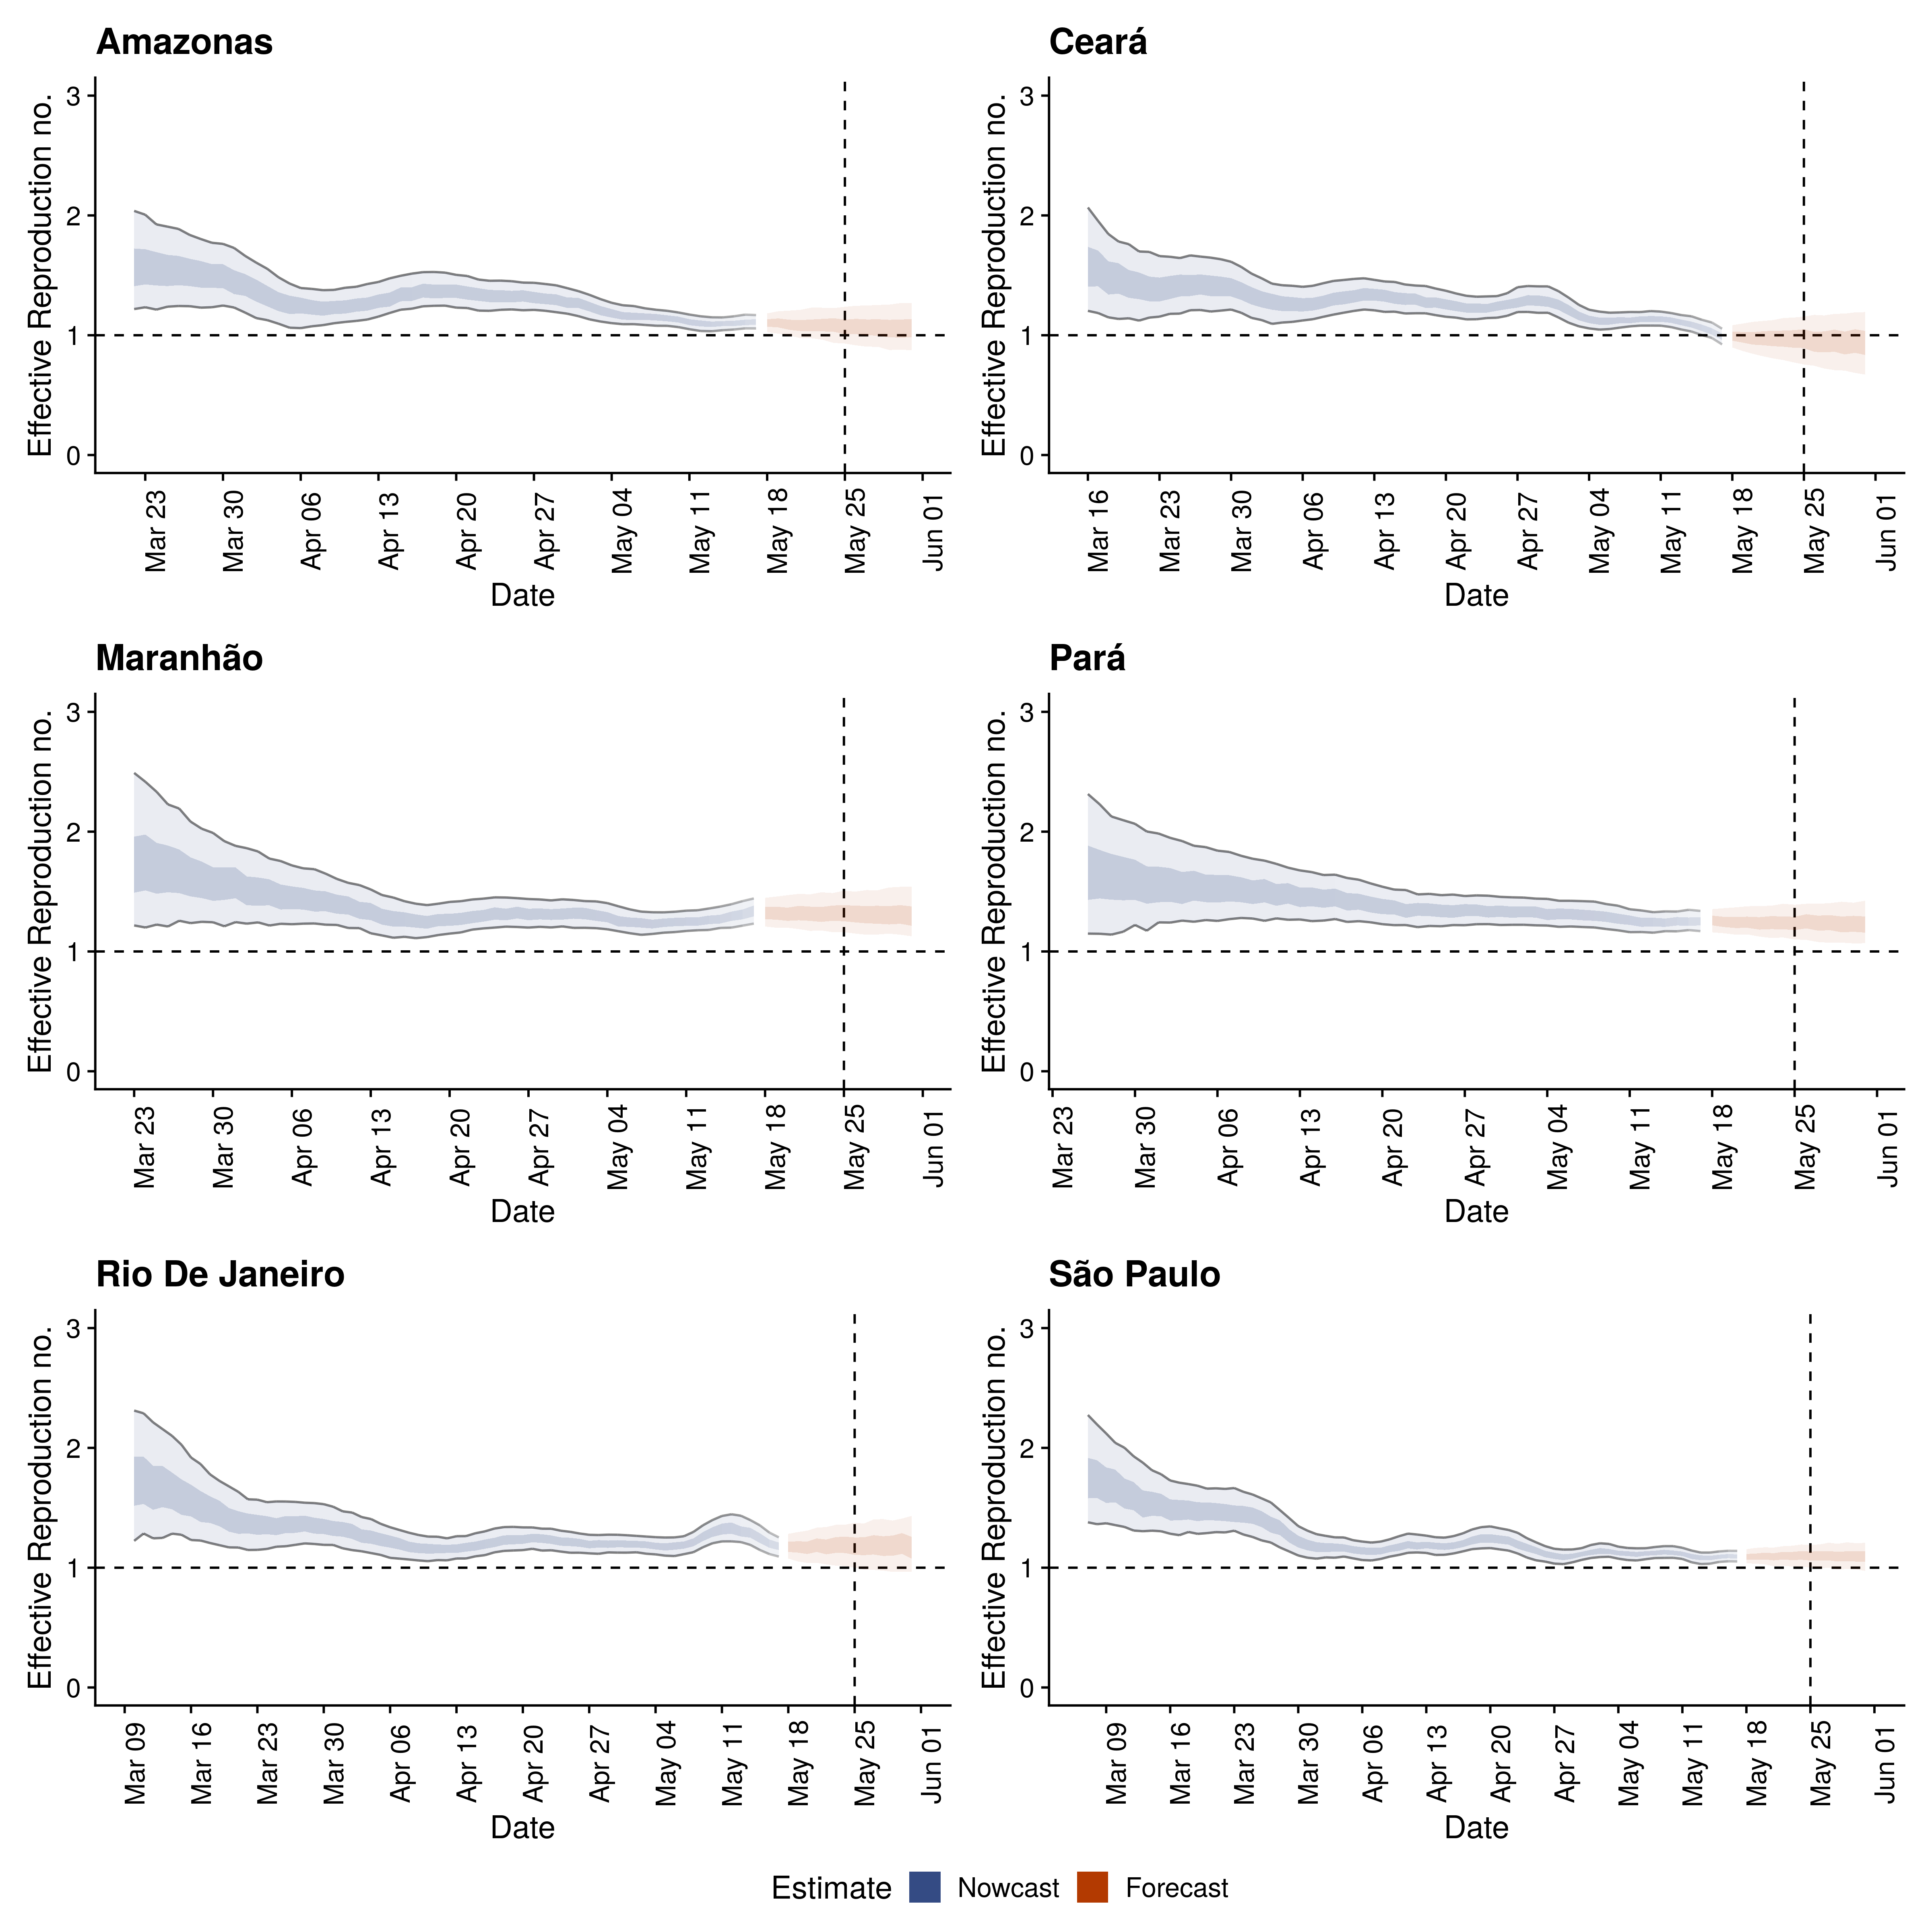 Amazonas
Effective Reproduction no.
3
2
1
0
Mar 23
Mar 30
Apr 06
Apr 13
Apr 20
Apr 27
May 04
May 11
May 18
May 25
Jun 01
Date
Ceará
Effective Reproduction no.
3
2
1
0
Mar 16
Mar 23
Mar 30
Apr 06
Apr 13
Apr 20
Apr 27
May 04
May 11
May 18
May 25
Jun 01
Date
Maranhão
Effective Reproduction no.
3
2
1
0
Mar 23
Mar 30
Apr 06
Apr 13
Apr 20
Apr 27
May 04
May 11
May 18
May 25
Jun 01
Date
Pará
Effective Reproduction no.
3
2
1
0
Mar 23
Mar 30
Apr 06
Apr 13
Apr 20
Apr 27
May 04
May 11
May 18
May 25
Jun 01
Date
Rio De Janeiro
Effective Reproduction no.
3
2
1
0
Mar 09
Mar 16
Mar 23
Mar 30
Apr 06
Apr 13
Apr 20
Apr 27
May 04
May 11
May 18
May 25
Jun 01
Date
São Paulo
Effective Reproduction no.
3
2
1
0
Mar 09
Mar 16
Mar 23
Mar 30
Apr 06
Apr 13
Apr 20
Apr 27
May 04
May 11
May 18
May 25
Jun 01
Date
Estimate Nowcast Forecast